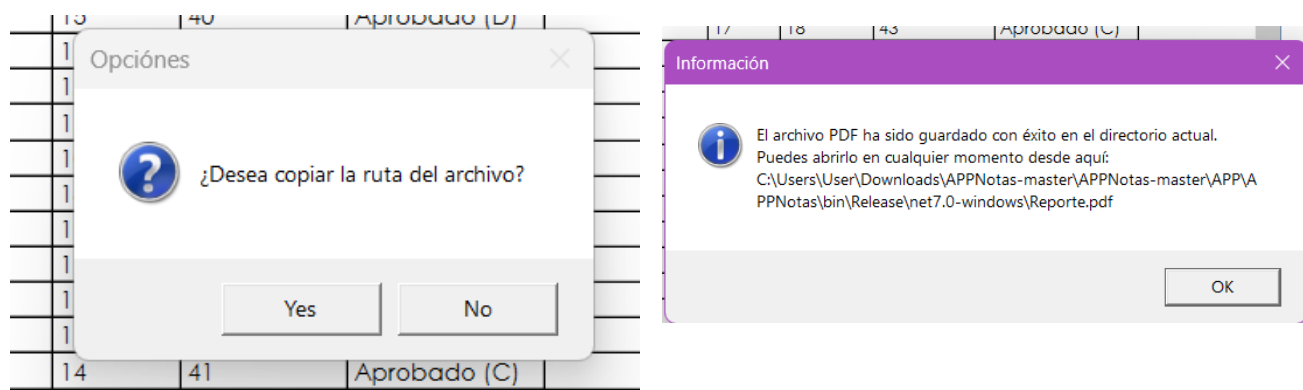 15 40 Aprobado (D)
Opciónes
¿Desea copiar la ruta del archivo?
Yes No
14 41 Aprobado (C)
17 18 43 Aprobado (C)
Información
El archivo PDF ha sido guardado con éxito en el directorio actual.
Puedes abrirlo en cualquier momento desde aquí:
C:\Users\User\Downloads\APPNotas-master\APPNotas-master\APP\A
PPNotas\bin\Release\net7.0-windows\Reporte.pdf
OK